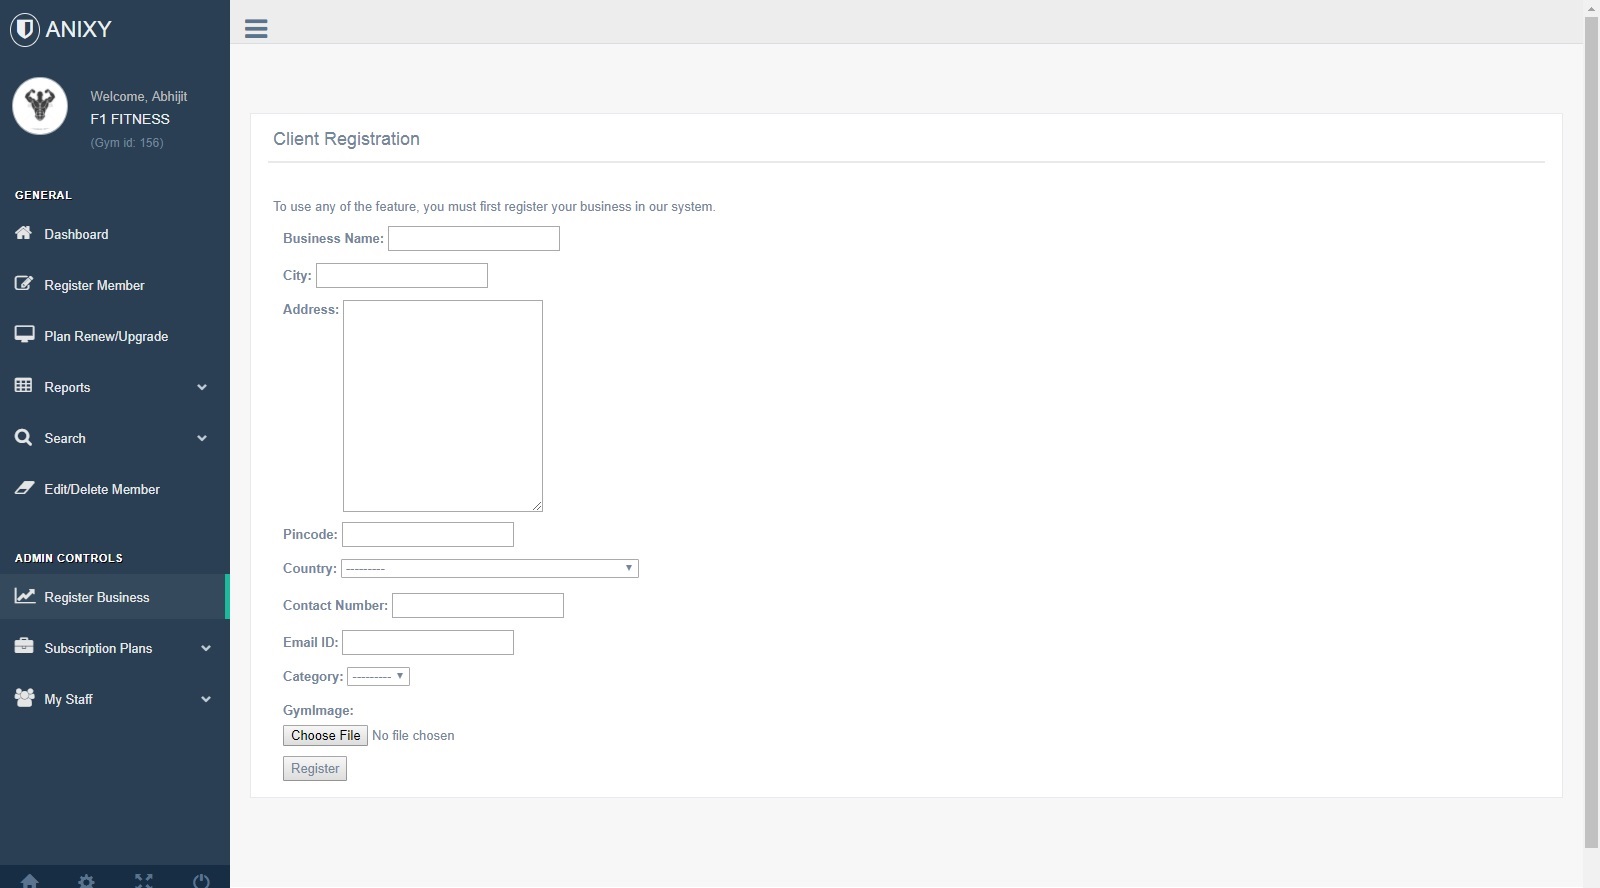 ANIXY
Welcome, Abhijit
F1 FITNESS
(Gym id: 156)
GENERAL
Dashboard
Register Member
Plan Renew/Upgrade
Reports
Search
Edit/Delete Member
ADMIN CONTROLS
Register Business
Subscription Plans
My Staff
Client Registration
To use any of the feature, you must first register your business in our system.
Business Name:
City:
Address:
Pincode:
Country: ---------
Contact Number:
Email ID:
Category: ---------
GymImage:
Choose File No file chosen
Register